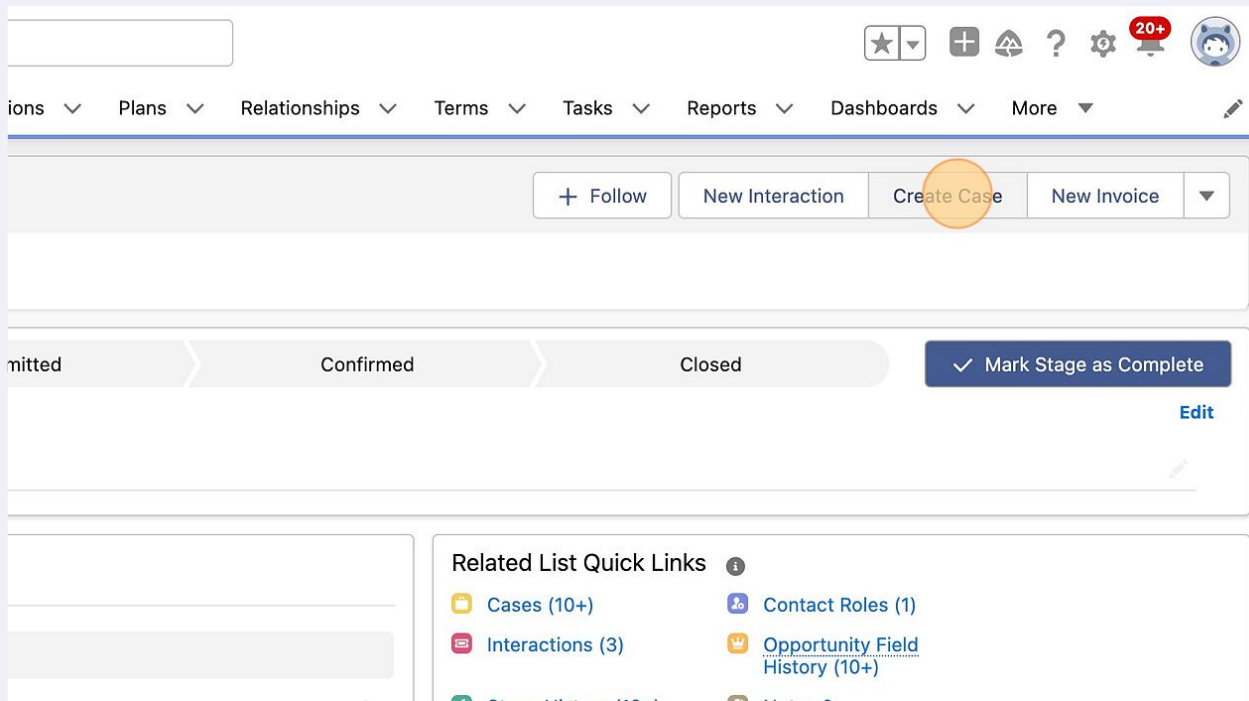 20+
ions Plans Relationships Terms Tasks Reports Dashboards More
+ Follow New Interaction Create Case New Invoice
mitted Confirmed Closed Mark Stage as Complete
Edit
Related List Quick Links
Cases (10+) Contact Roles (1)
Interactions (3) Opportunity Field
History (10+)